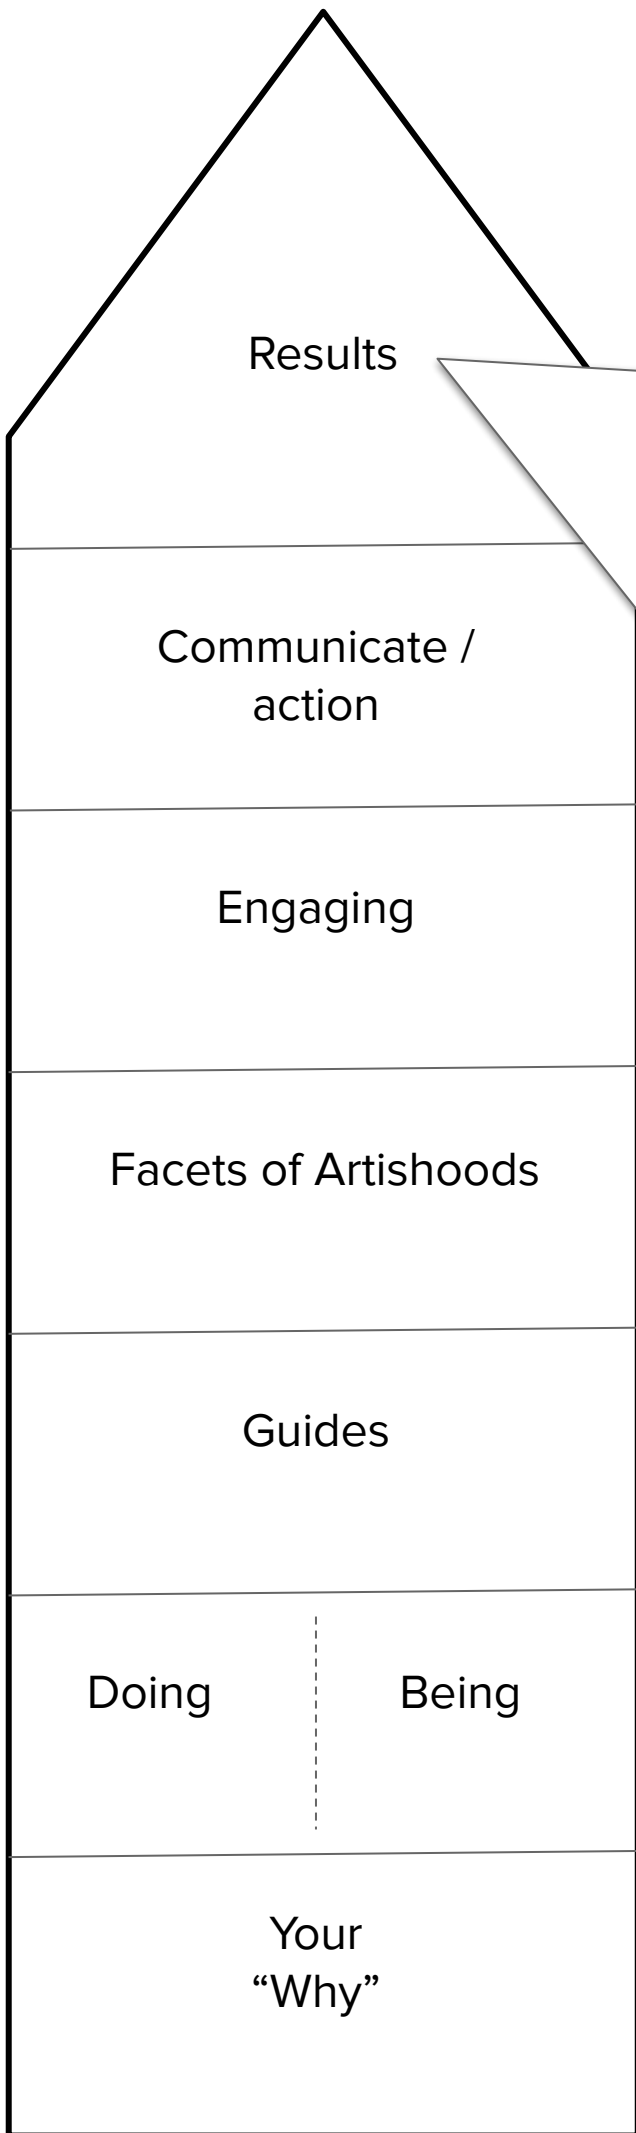 Results
Communicate /
action
Engaging
Facets of Artishoods
Guides
Doing
Being
Your
“Why”